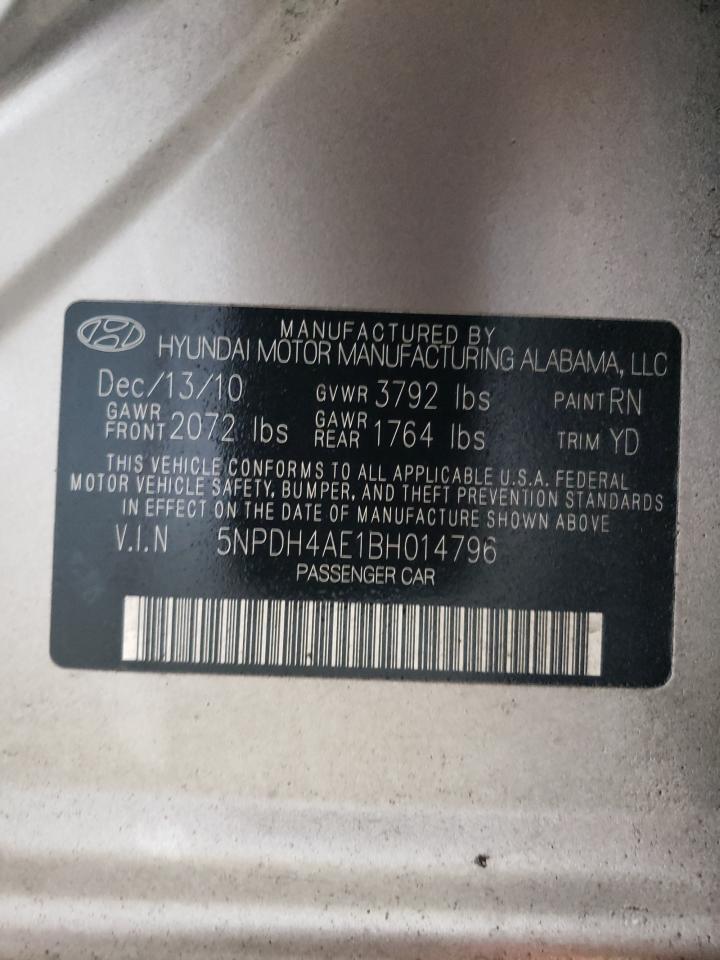 MANUFACTURED BY
HYUNDAI MOTOR MANUFACTURING ALABAMA, LLC
Dec/13/10 GVWR 3792 lbs PAINT RN
GAWR FRONT 2072 lbs GAWR REAR 1764 lbs TRIM YD
THIS VEHICLE CONFORMS TO ALL APPLICABLE U.S.A. FEDERAL
MOTOR VEHICLE SAFETY, BUMPER, AND THEFT PREVENTION STANDARDS
IN EFFECT ON THE DATE OF MANUFACTURE SHOWN ABOVE
V.I.N 5NPDH4AE1BH014796
PASSENGER CAR